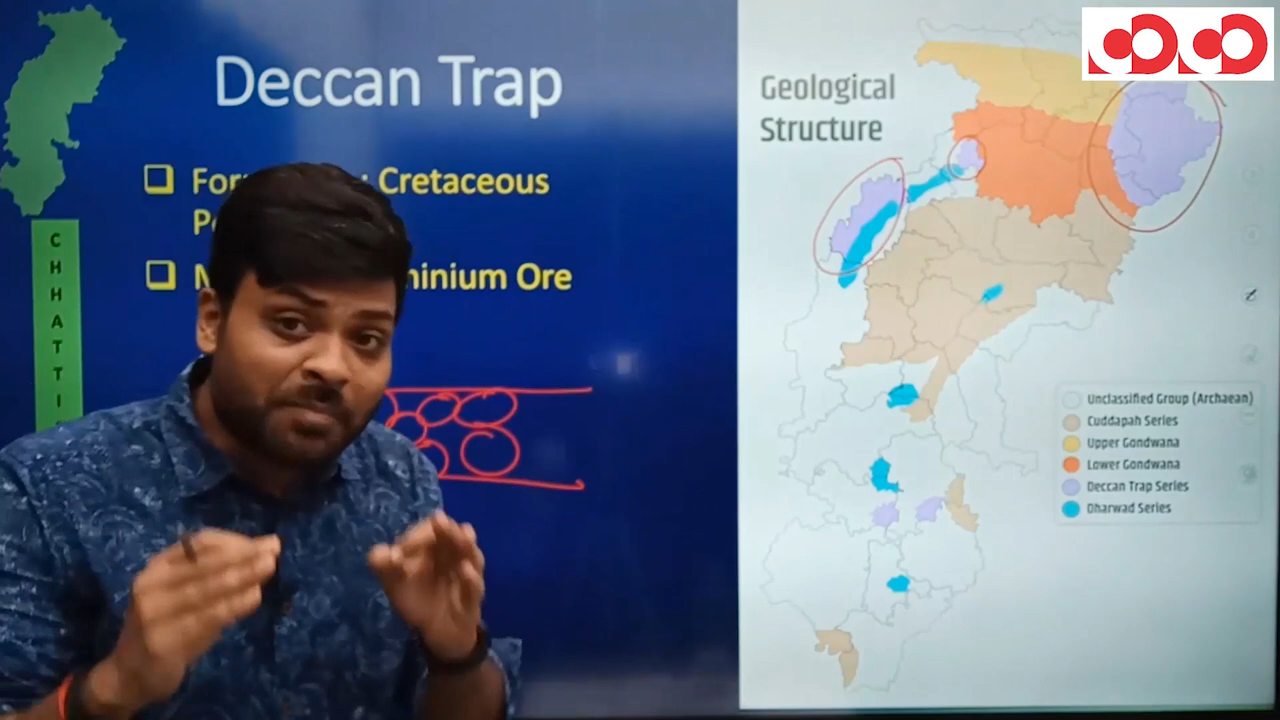 Deccan Trap
Cretaceous
Ore
CHHATTI
Geological
Structure
Unclassified Group (Archaean)
Cuddapah Series
Upper Gondwana
Lower Gondwana
Deccan Trap Series
Dharwad Series